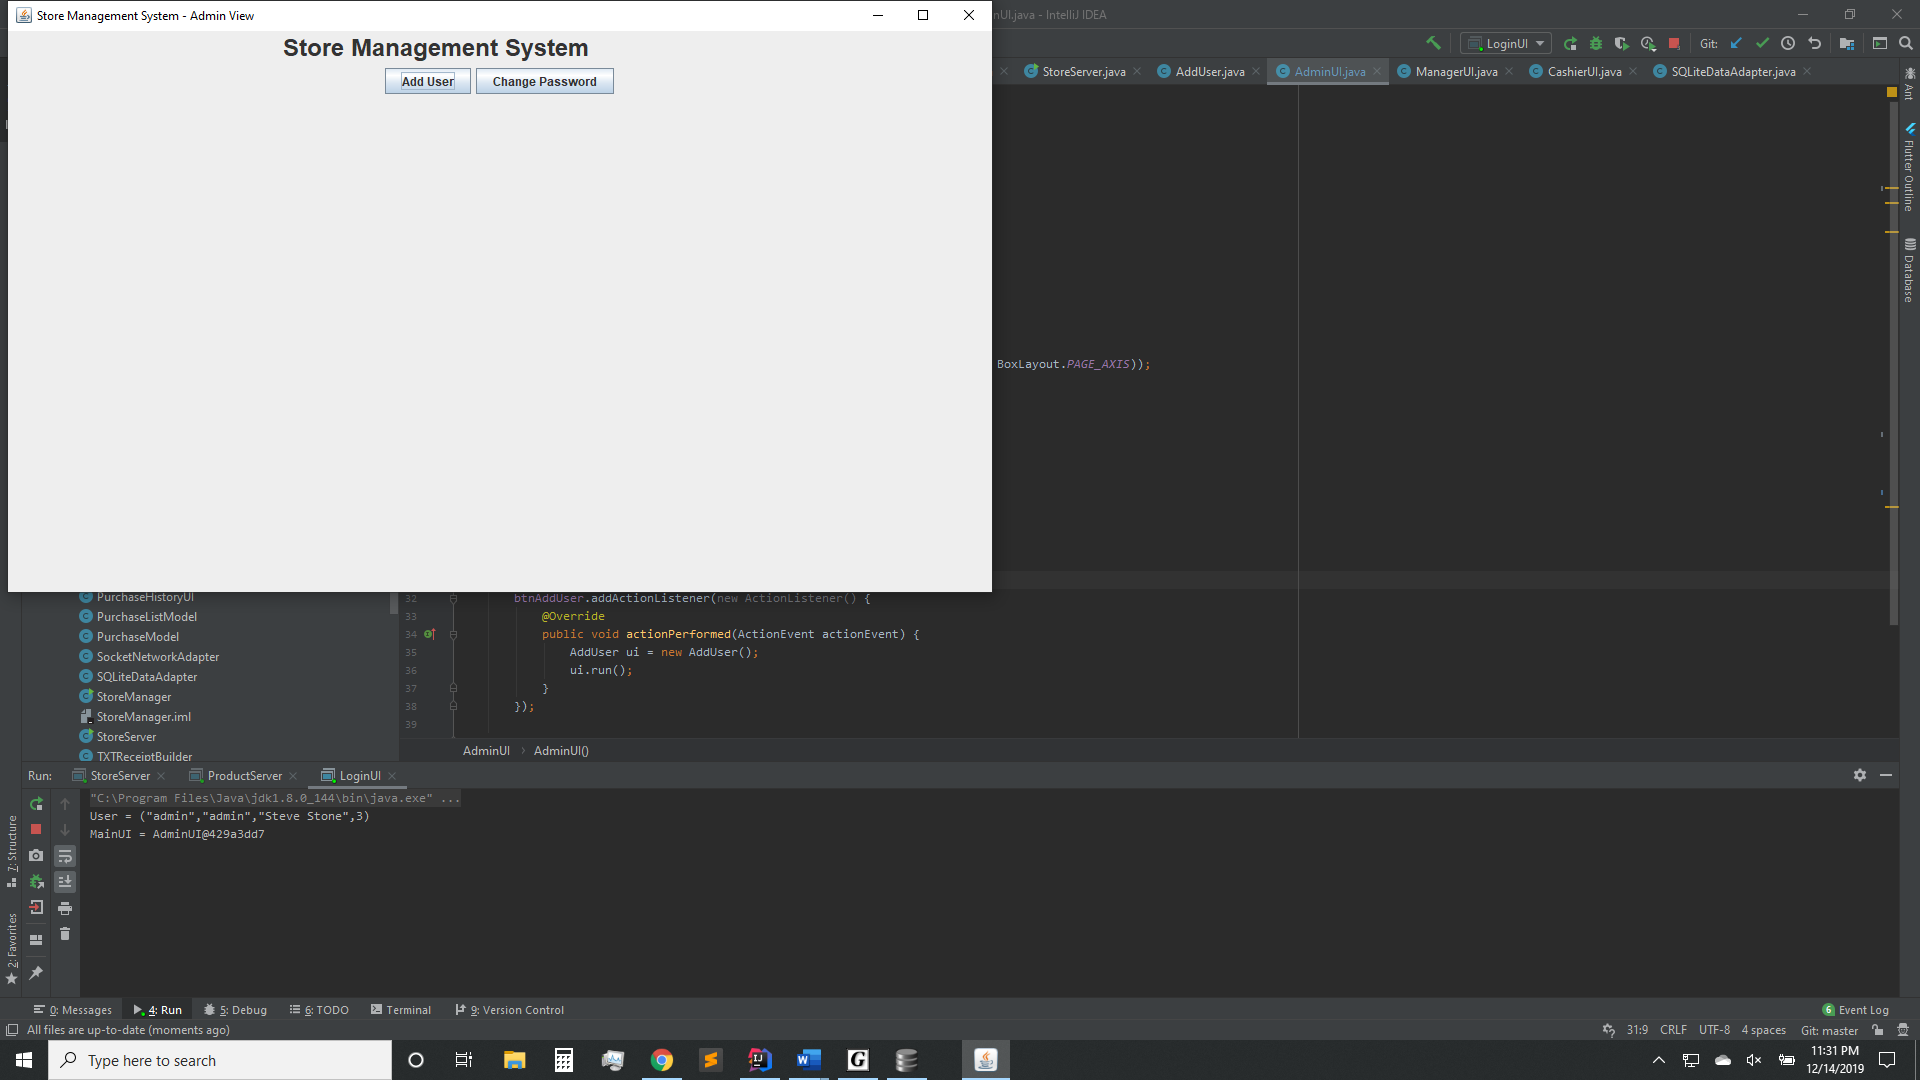 Store Management System - Admin View
nUI.java - IntelliJ IDEA
Store Management System
Add User
Change Password
LoginUI
Git:
StoreServer.java
AddUser.java
AdminUI.java
ManagerUI.java
CashierUI.java
SQLiteDataAdapter.java
Ant
Flutter Outline
Database
BoxLayout.PAGE_AXIS));
PurchaseHistoryUI
PurchaseListModel
PurchaseModel
SocketNetworkAdapter
SQLiteDataAdapter
StoreManager
StoreManager.iml
StoreServer
TXTReceiptBuilder
32 btnAddUser.addActionListener(new ActionListener() {
33 @Override
34 public void actionPerformed(ActionEvent actionEvent) {
35 AddUser ui = new AddUser();
36 ui.run();
37 }
38 });
39
AdminUI > AdminUI()
Run:
StoreServer
ProductServer
LoginUI
"C:\Program Files\Java\jdk1.8.0_144\bin\java.exe" ...
User = ("admin","admin","Steve Stone",3)
MainUI = AdminUI@429a3dd7
7: Structure
2: Favorites
0: Messages
4: Run
5: Debug
6: TODO
Terminal
9: Version Control
6 Event Log
All files are up-to-date (moments ago)
31:9
CRLF
UTF-8
4 spaces
Git: master
Type here to search
11:31 PM
12/14/2019